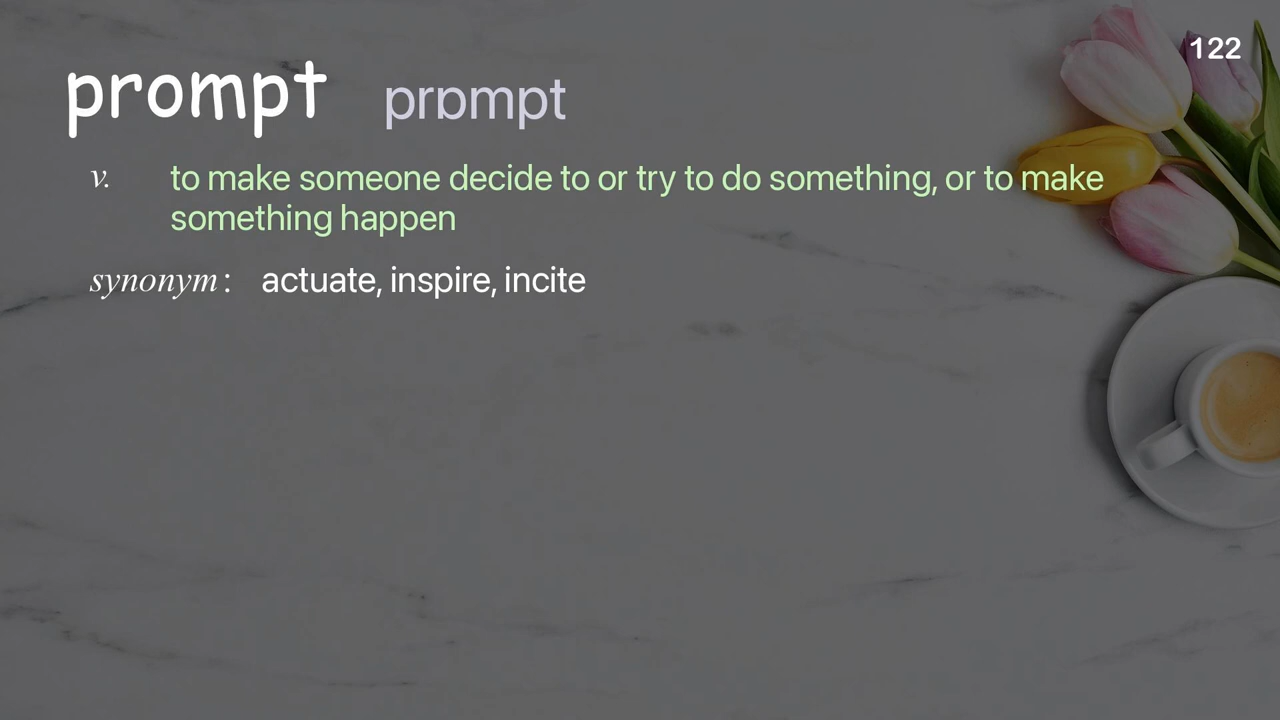 122
prompt prɒmpt
v. to make someone decide to or try to do something, or to make
something happen
synonym: actuate, inspire, incite